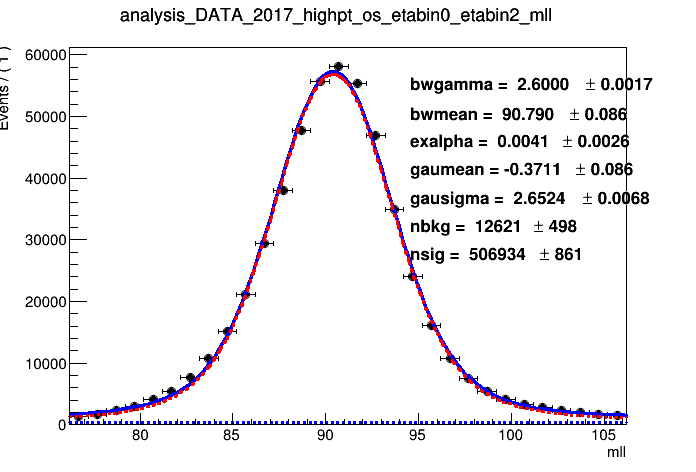 analysis_DATA_2017_highpt_os_etabin0_etabin2_mll
Events / ( 1 )
60000
50000
40000
30000
20000
10000
0
bwgamma = 2.6000 ± 0.0017
bwmean = 90.790 ± 0.086
exalpha = 0.0041 ± 0.0026
gaumean = -0.3711 ± 0.086
gausigma = 2.6524 ± 0.0068
nbkg = 12621 ± 498
nsig = 506934 ± 861
80 85 90 95 100 105
mll